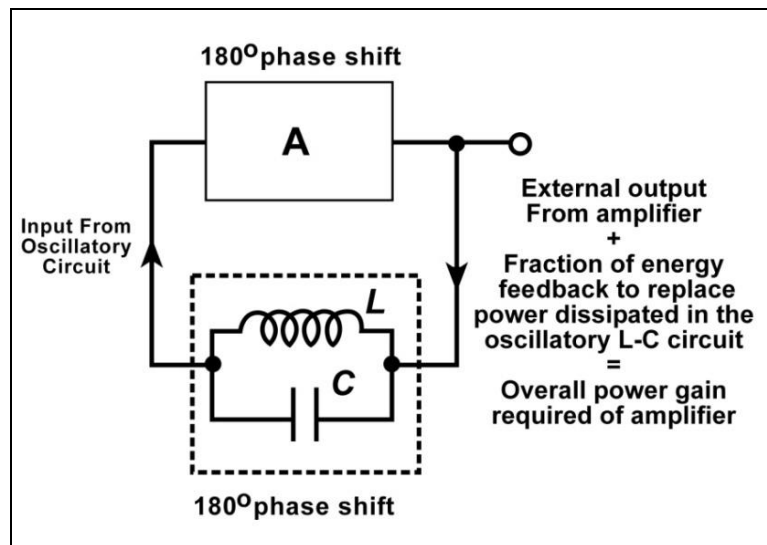 180° phase shift
A
Input From
Oscillatory
Circuit
External output
From amplifier
+
Fraction of energy
feedback to replace
power dissipated in the
oscillatory L-C circuit
=
Overall power gain
required of amplifier
L
C
180° phase shift